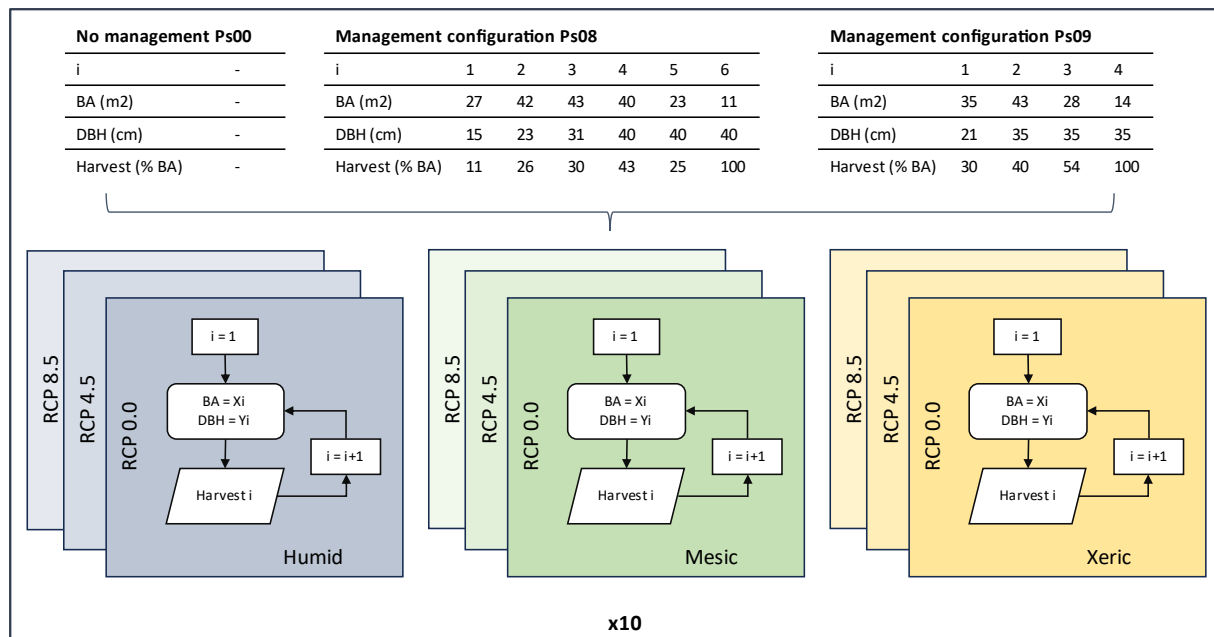 No management Ps00
i -
BA (m2) -
DBH (cm) -
Harvest (% BA) -
Management configuration Ps08
i 1 2 3 4 5 6
BA (m2) 27 42 43 40 23 11
DBH (cm) 15 23 31 40 40 40
Harvest (% BA) 11 26 30 43 25 100
Management configuration Ps09
i 1 2 3 4
BA (m2) 35 43 28 14
DBH (cm) 21 35 35 35
Harvest (% BA) 30 40 54 100
RCP 8.5
RCP 4.5
RCP 0.0
i = 1
BA = Xi
DBH = Yi
i = i+1
Harvest i
Humid
RCP 8.5
RCP 4.5
RCP 0.0
i = 1
BA = Xi
DBH = Yi
i = i+1
Harvest i
Mesic
RCP 8.5
RCP 4.5
RCP 0.0
i = 1
BA = Xi
DBH = Yi
i = i+1
Harvest i
Xeric
x10